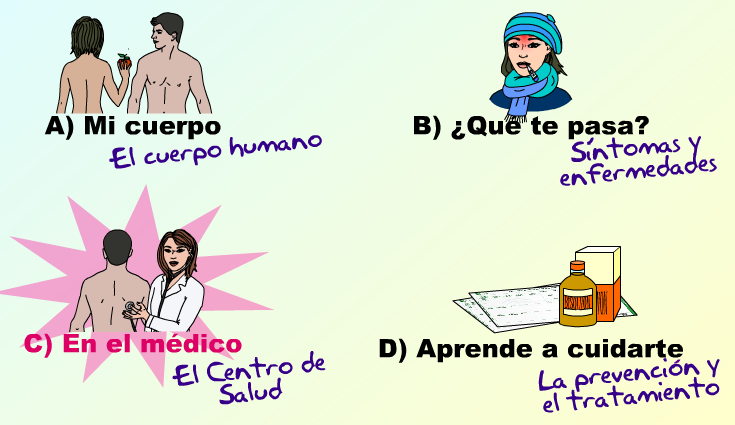 A) Mi cuerpo
El cuerpo humano
B) ¿Qué te pasa?
Síntomas y
enfermedades
C) En el médico
El Centro de
Salud
D) Aprende a cuidarte
La prevención y
el tratamiento